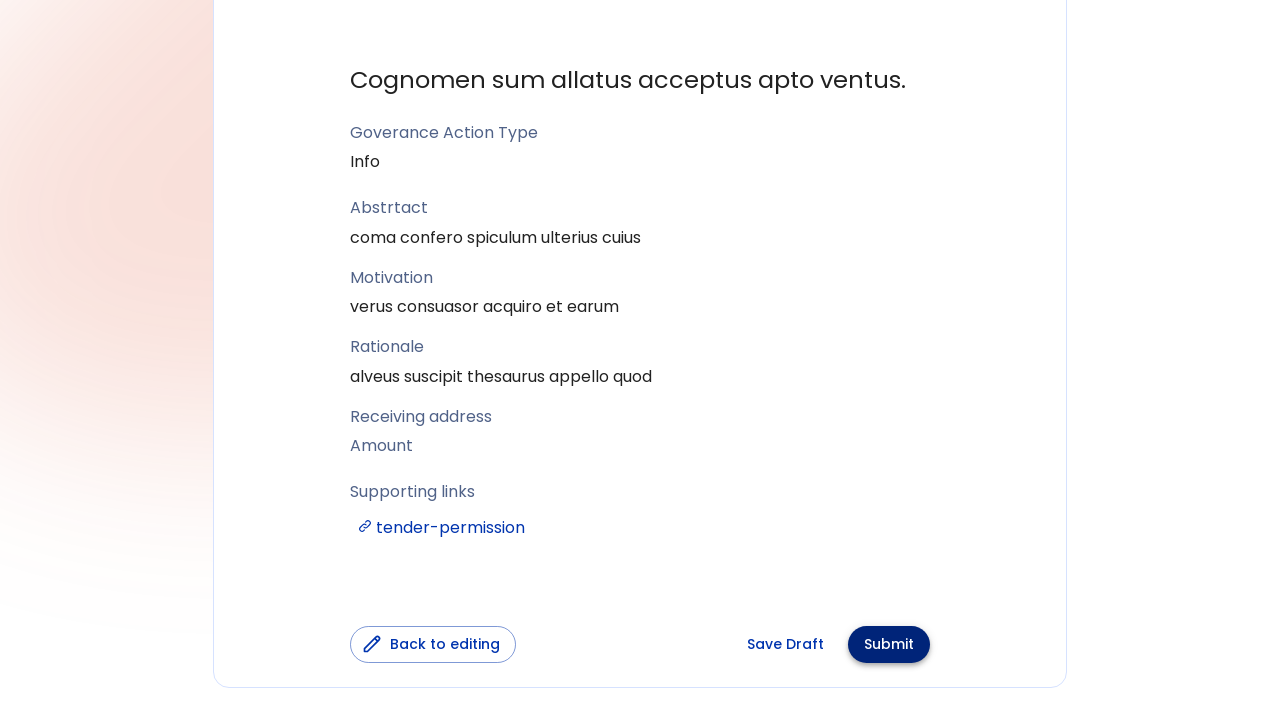 Cognomen sum allatus acceptus apto ventus.
Goverance Action Type
Info
Abstrtact
coma confero spiculum ulterius cuius
Motivation
verus consuasor acquiro et earum
Rationale
alveus suscipit thesaurus appello quod
Receiving address
Amount
Supporting links
tender-permission
Back to editing
Save Draft
Submit